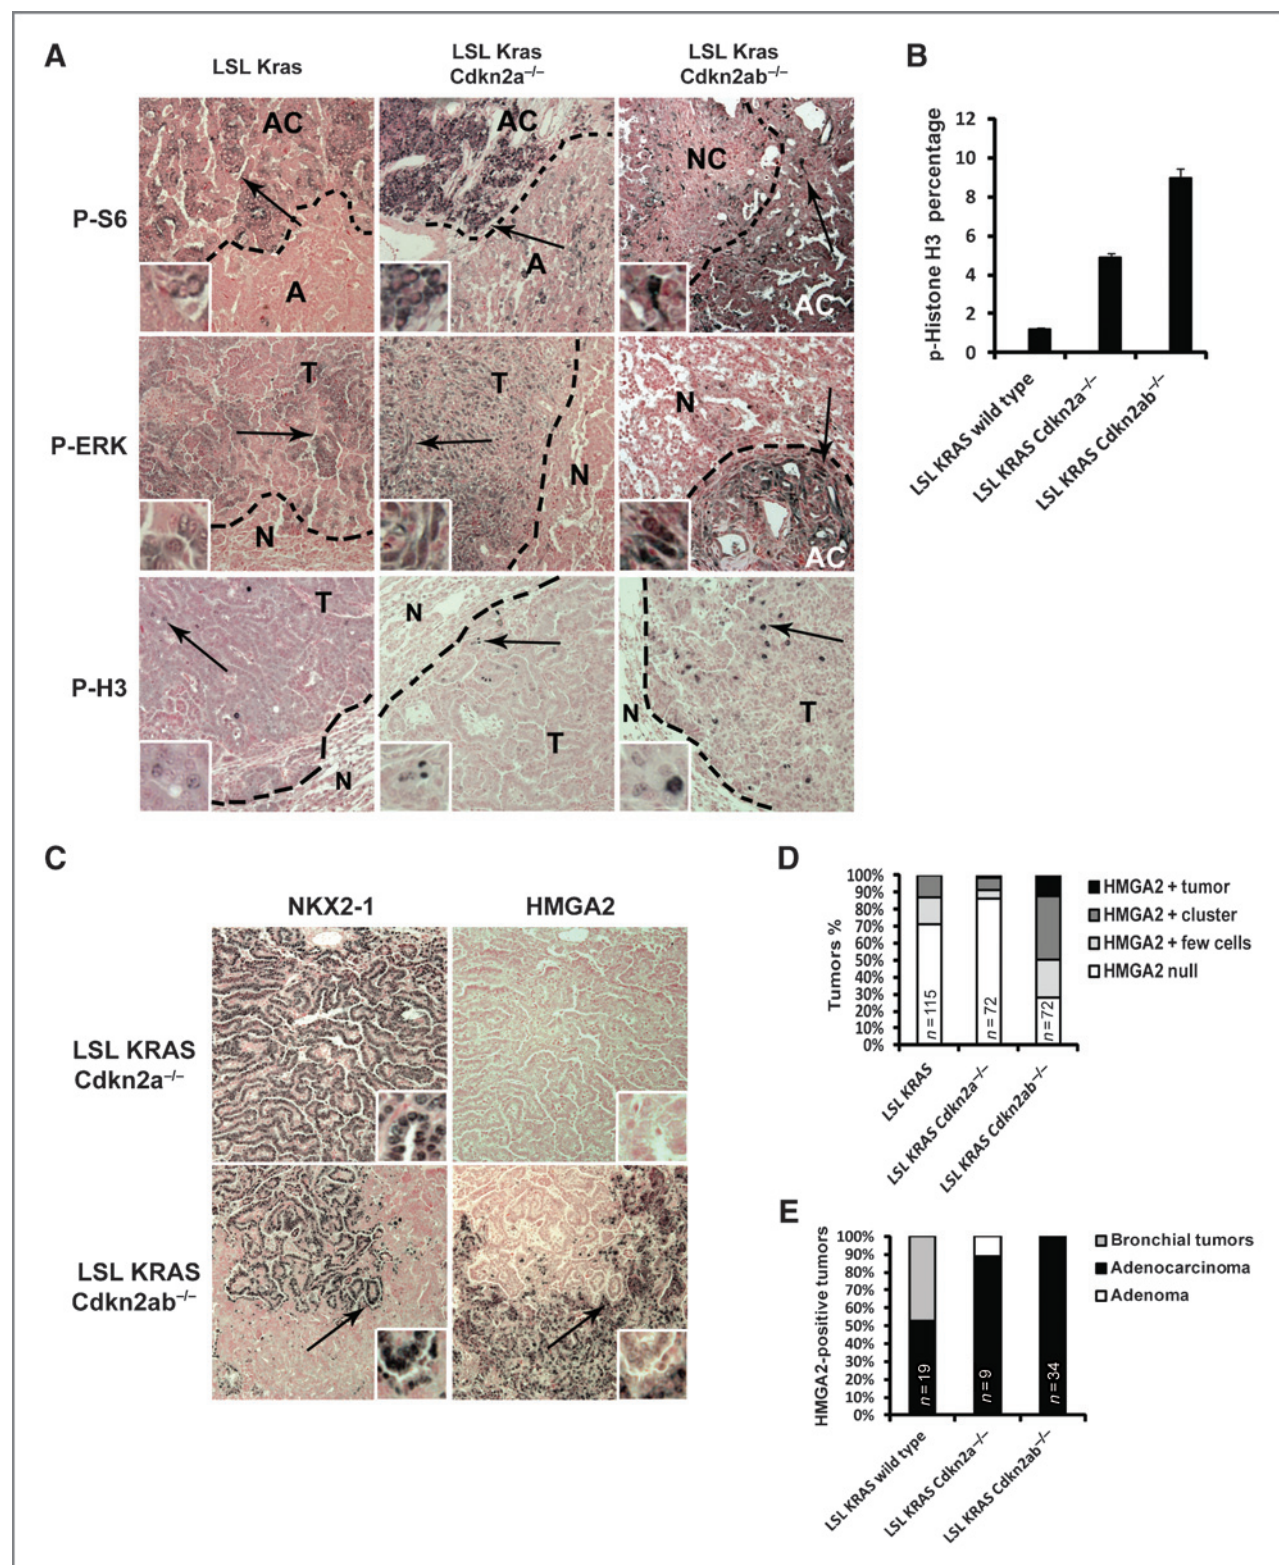 A
LSL Kras
LSL Kras
Cdkn2a–/–
LSL Kras
Cdkn2ab–/–
P-S6
AC
A
AC
A
NC
AC
P-ERK
T
N
T
N
N
AC
P-H3
T
N
N
T
N
T
B
p-Histone H3 percentage
12
10
8
6
4
2
0
LSL KRAS wild type
LSL KRAS Cdkn2a–/–
LSL KRAS Cdkn2ab–/–
C
NKX2-1
HMGA2
LSL KRAS
Cdkn2a–/–
LSL KRAS
Cdkn2ab–/–
D
Tumors %
100%
90%
80%
70%
60%
50%
40%
30%
20%
10%
0%
n = 115
n = 72
n = 72
LSL KRAS
LSL KRAS Cdkn2a–/–
LSL KRAS Cdkn2ab–/–
HMGA2 + tumor
HMGA2 + cluster
HMGA2 + few cells
HMGA2 null
E
HMGA2-positive tumors
100%
90%
80%
70%
60%
50%
40%
30%
20%
10%
0%
n = 19
n = 9
n = 34
LSL KRAS wild type
LSL KRAS Cdkn2a–/–
LSL KRAS Cdkn2ab–/–
Bronchial tumors
Adenocarcinoma
Adenoma